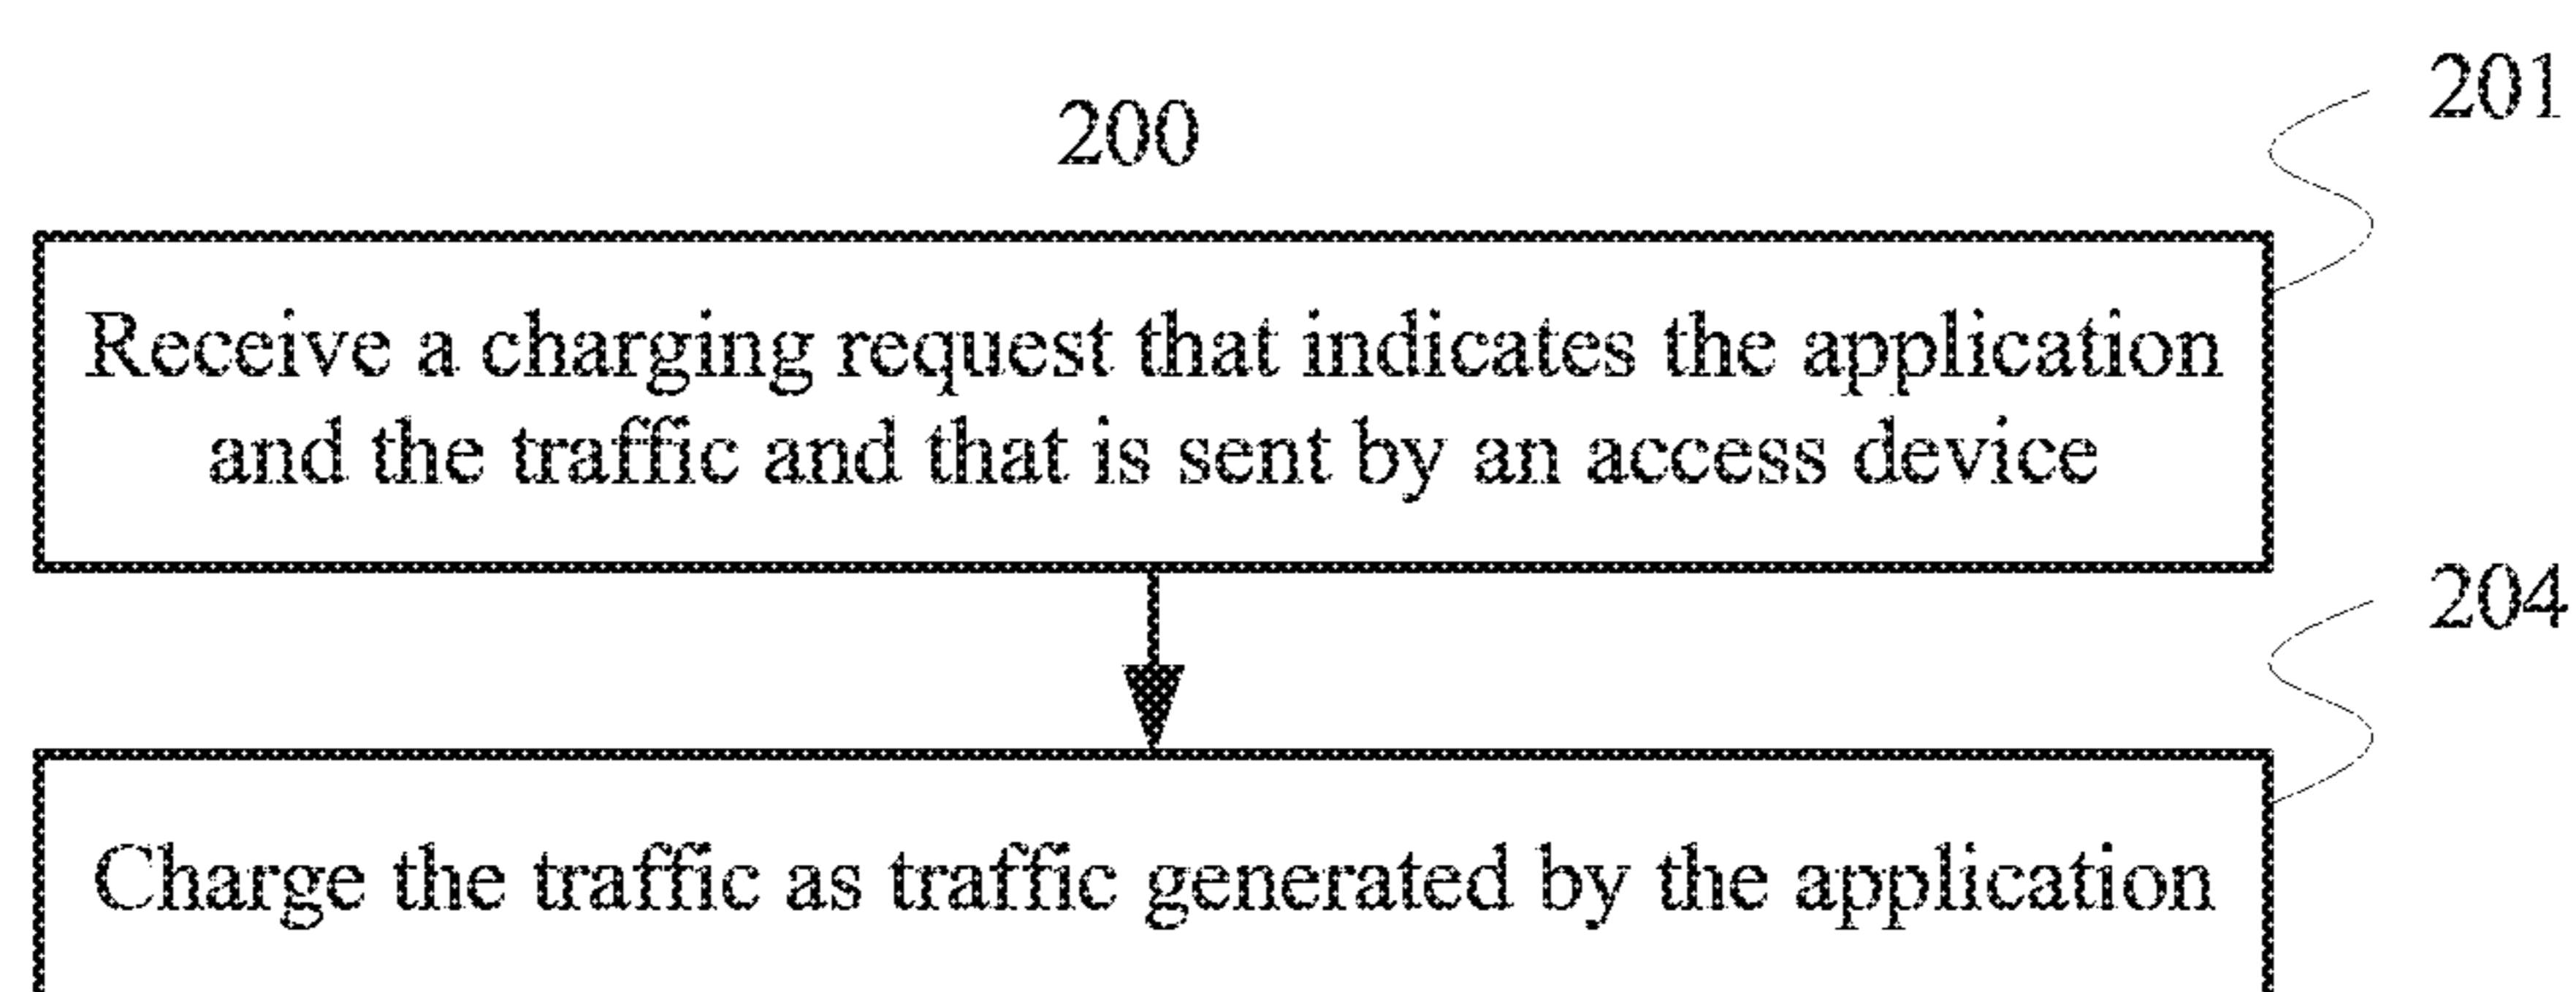 201
200
Receive a charging request that indicates the application
and the traffic and that is sent by an access device
204
Charge the traffic as traffic generated by the application